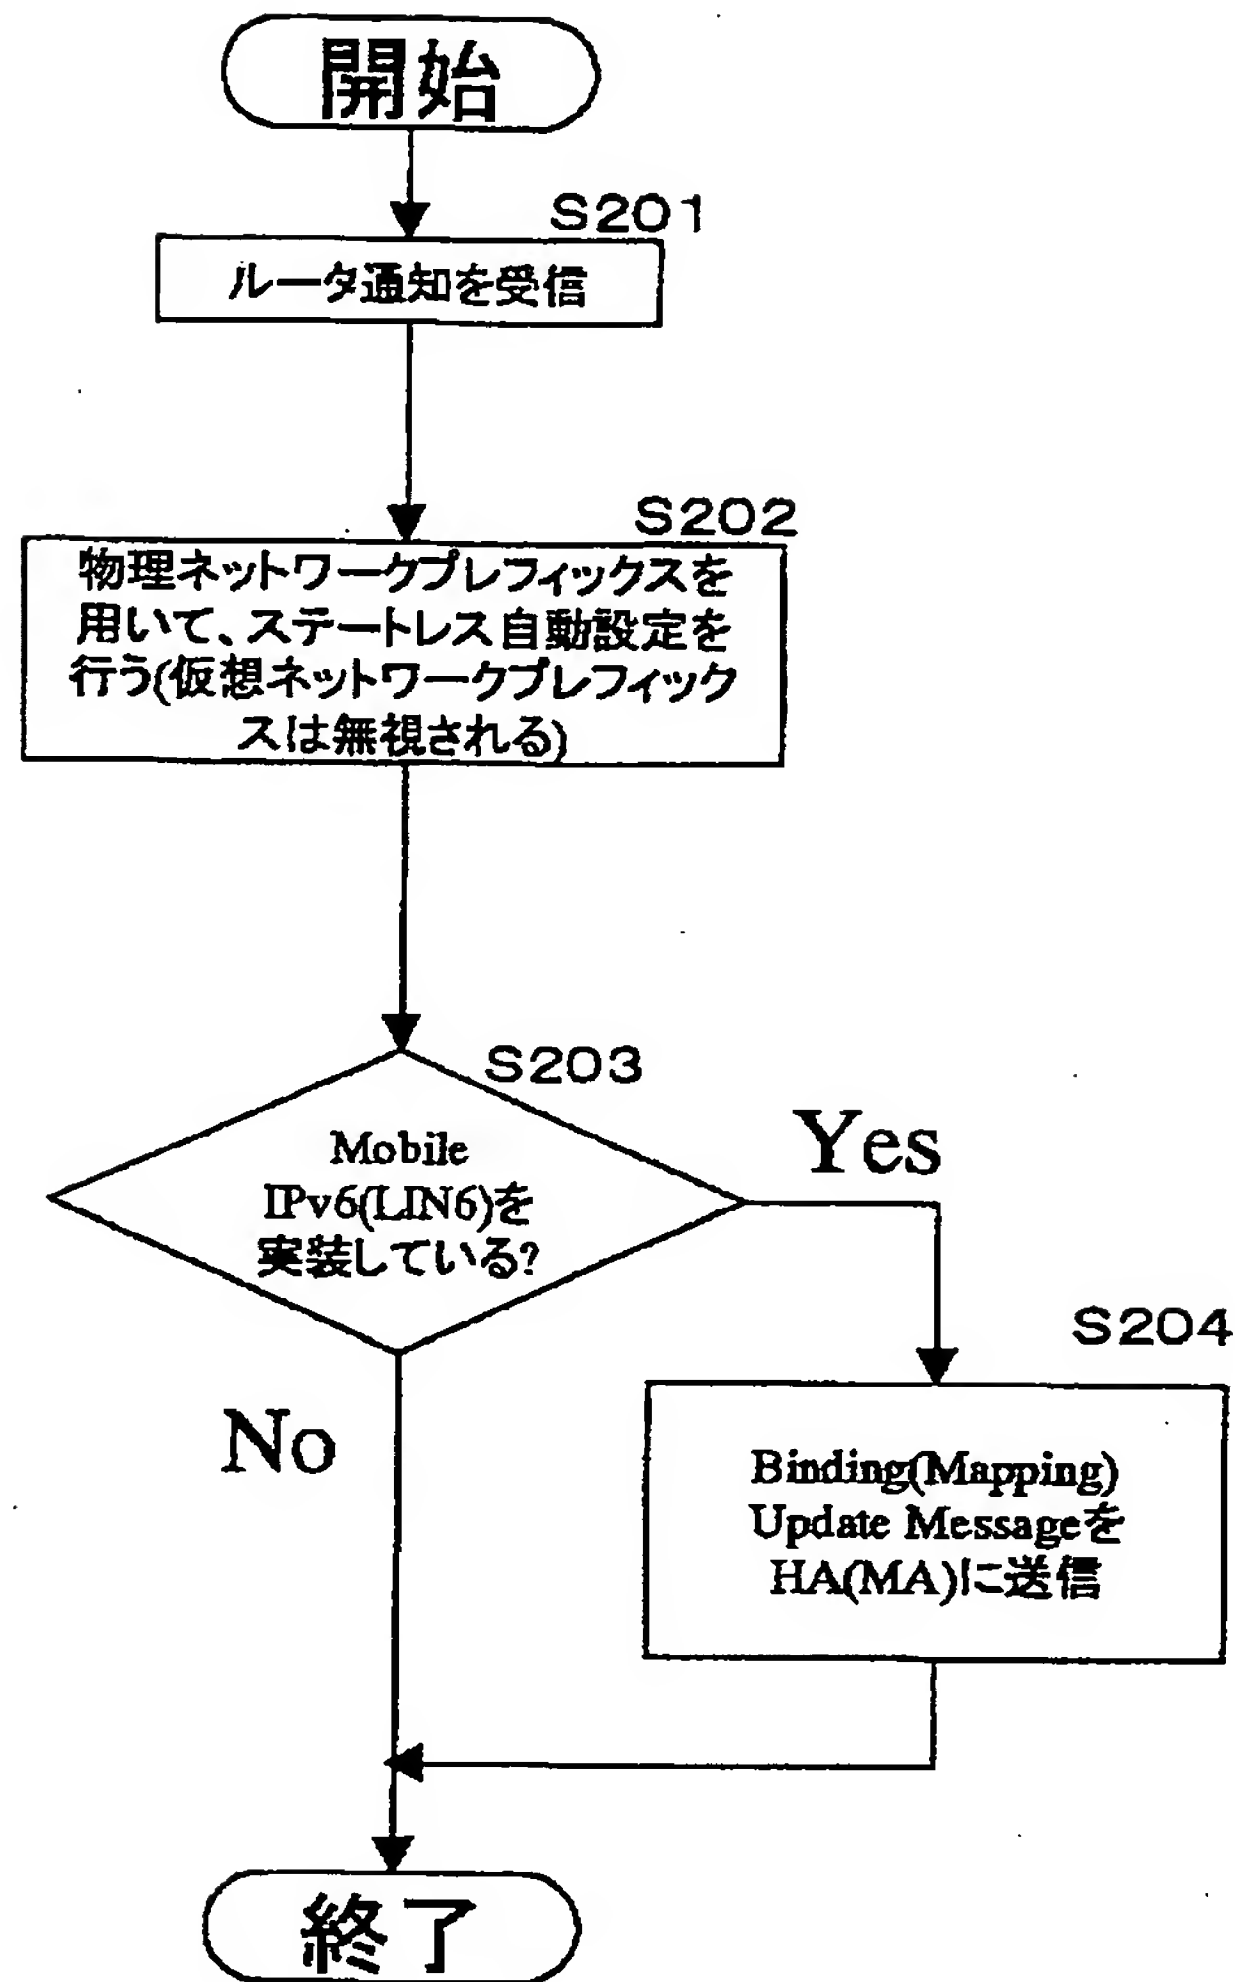 開始
S201
ルータ通知を受信
S202
物理ネットワークプレフィックスを
用いて、ステートレス自動設定を
行う(仮想ネットワークプレフィック
スは無視される)
S203
Mobile
IPv6(LIN6)を
実装している?
Yes
S204
No
Binding(Mapping)
Update Messageを
HA(MA)に送信
終了